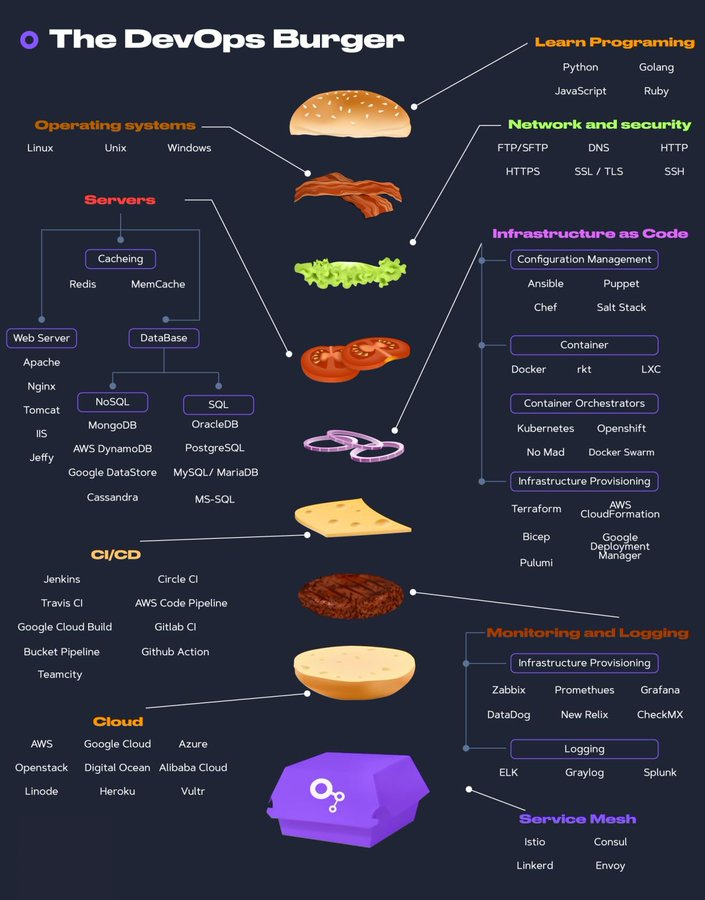 The DevOps Burger
Learn Programing
Python Golang
JavaScript Ruby
Operating systems
Linux Unix Windows
Network and security
FTP/SFTP DNS HTTP
HTTPS SSL / TLS SSH
Servers
Cacheing
Redis MemCache
Web Server
Apache
Nginx
Tomcat
IIS
Jeffy
DataBase
NoSQL
MongoDB
AWS DynamoDB
Google DataStore
Cassandra
SQL
OracleDB
PostgreSQL
MySQL/ MariaDB
MS-SQL
Infrastructure as Code
Configuration Management
Ansible Puppet
Chef Salt Stack
Container
Docker rkt LXC
Container Orchestrators
Kubernetes Openshift
No Mad Docker Swarm
Infrastructure Provisioning
Terraform AWS
CloudFormation
Bicep Google
Deployment
Manager
Pulumi
CI/CD
Jenkins Circle CI
Travis CI AWS Code Pipeline
Google Cloud Build Gitlab CI
Bucket Pipeline Github Action
Teamcity
Monitoring and Logging
Infrastructure Provisioning
Zabbix Promethues Grafana
DataDog New Relix CheckMX
Logging
ELK Graylog Splunk
Cloud
AWS Google Cloud Azure
Openstack Digital Ocean Alibaba Cloud
Linode Heroku Vultr
Service Mesh
Istio Consul
Linkerd Envoy